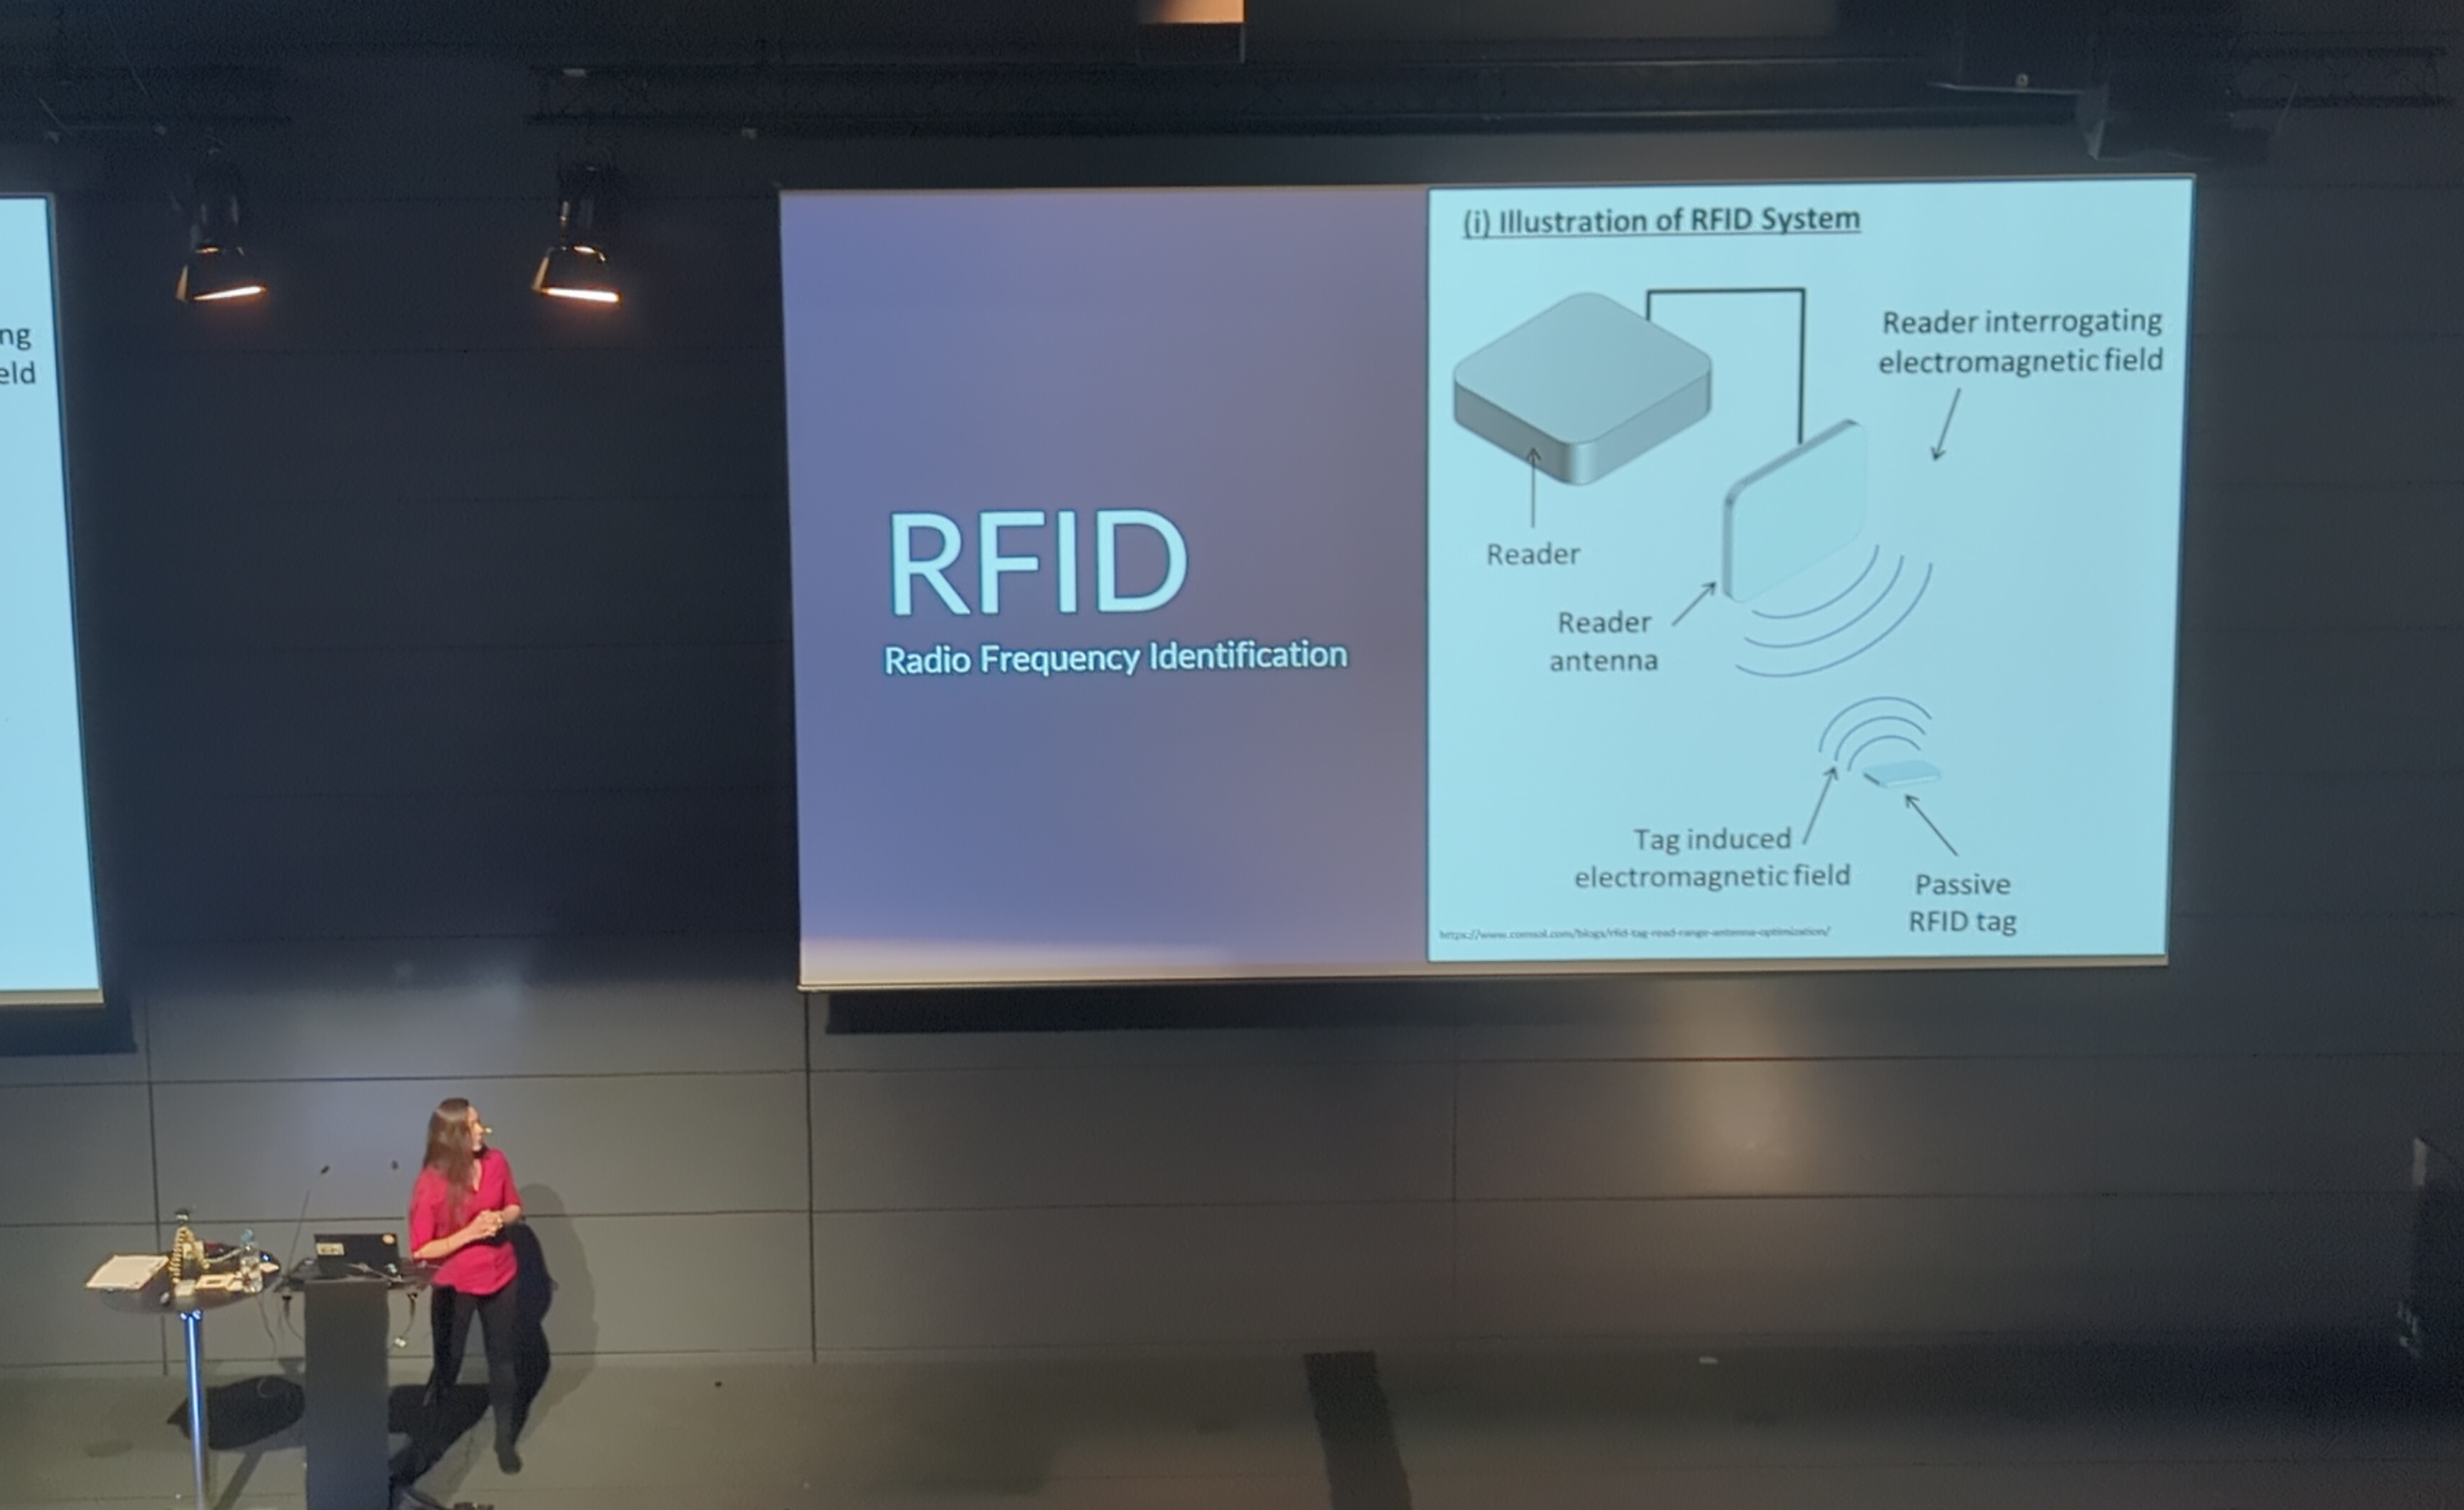 ng
eld
RFID
Radio Frequency Identification
(i) Illustration of RFID System
Reader interrogating
electromagnetic field
Reader
Reader
antenna
Tag induced
electromagnetic field
Passive
RFID tag
https://www.comsol.com/blogs/rfid-tag-read-range-antenna-optimization/